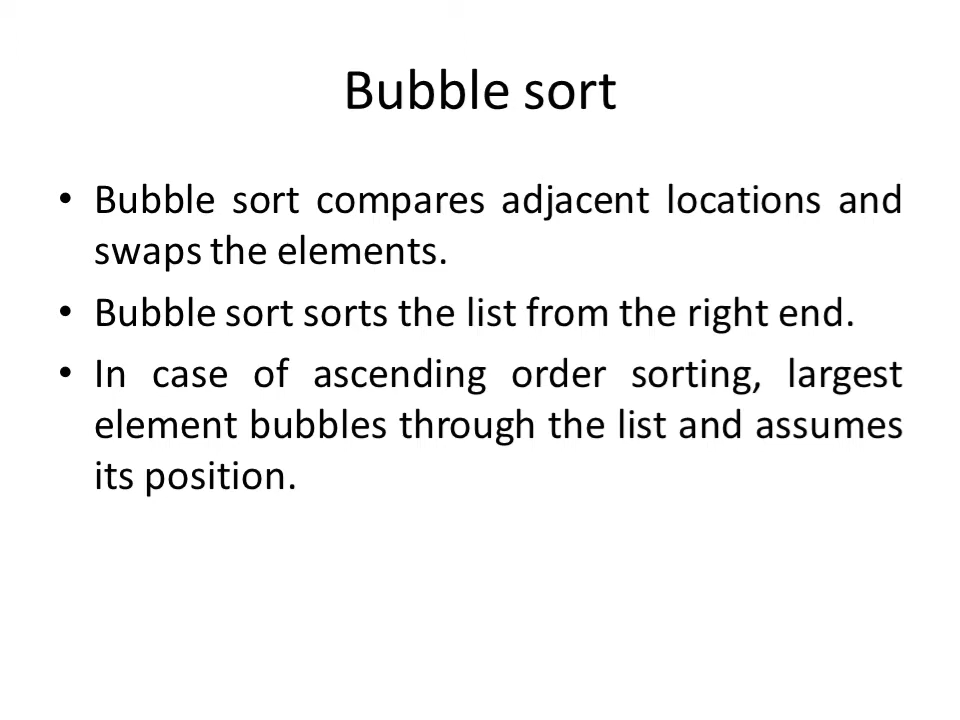 Bubble sort
• Bubble sort compares adjacent locations and
swaps the elements.
• Bubble sort sorts the list from the right end.
• In case of ascending order sorting, largest
element bubbles through the list and assumes
its position.